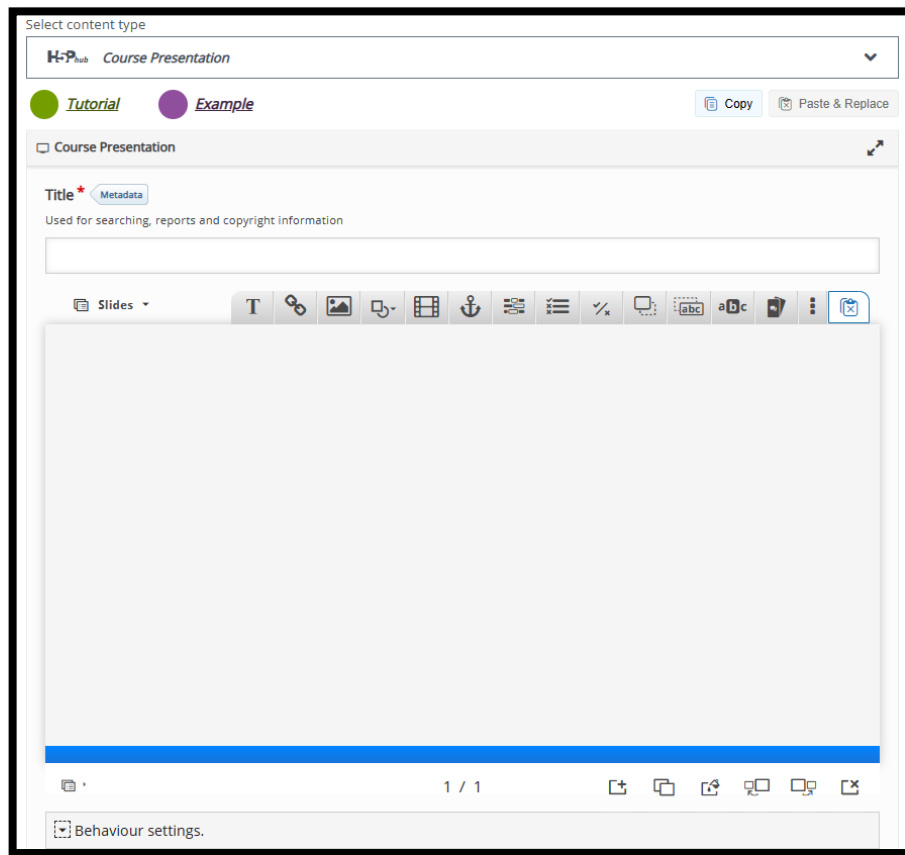 Select content type
H5P hub Course Presentation
Tutorial Example Copy Paste & Replace
Course Presentation
Title * Metadata
Used for searching, reports and copyright information
Slides T abc abc
1 / 1
Behaviour settings.